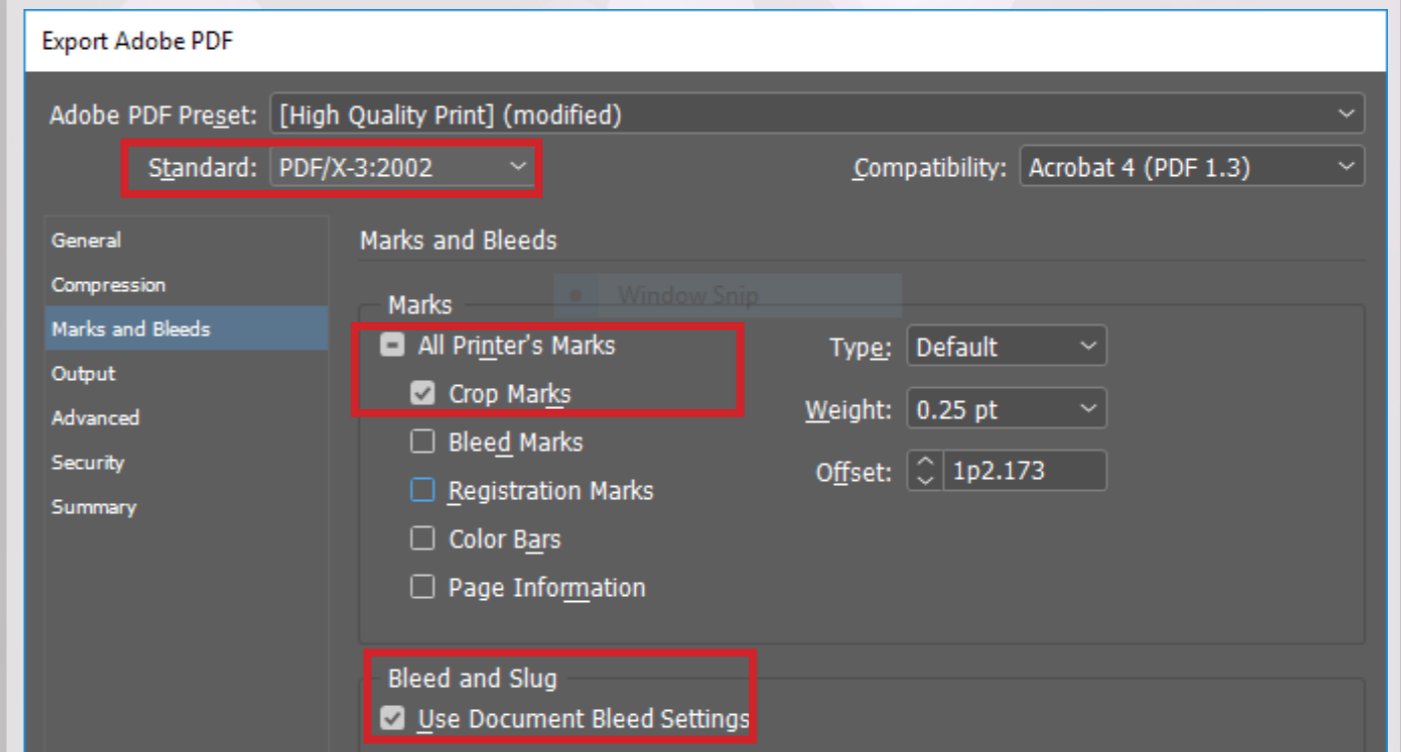 Export Adobe PDF
Adobe PDF Preset: [High Quality Print] (modified)
Standard: PDF/X-3:2002 Compatibility: Acrobat 4 (PDF 1.3)
General
Compression
Marks and Bleeds
Output
Advanced
Security
Summary
Marks and Bleeds
Window Snip
Marks
All Printer's Marks
Crop Marks
Bleed Marks
Registration Marks
Color Bars
Page Information
Type: Default
Weight: 0.25 pt
Offset: 1p2.173
Bleed and Slug
Use Document Bleed Settings